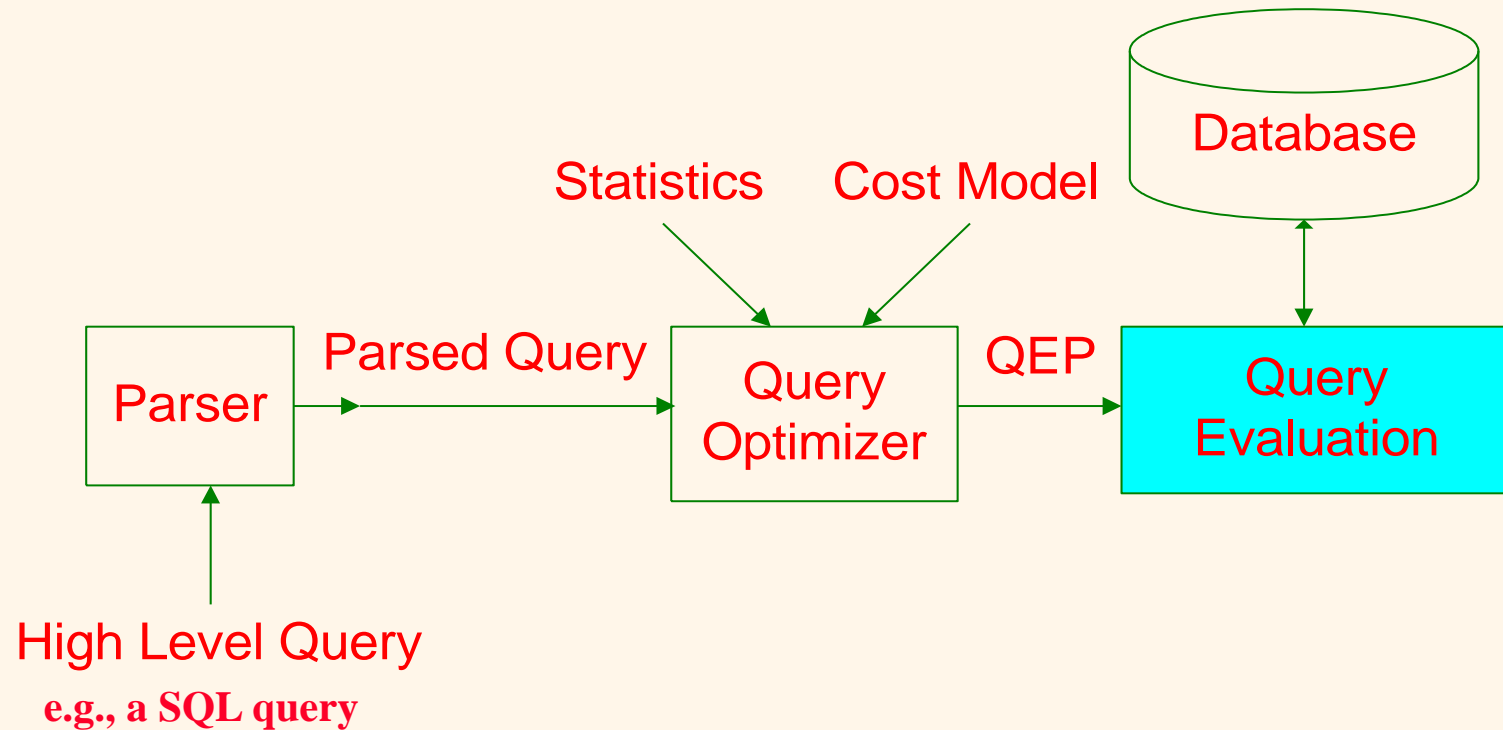 Database
Statistics
Cost Model
Parser
Parsed Query
Query
Optimizer
QEP
Query
Evaluation
High Level Query
e.g., a SQL query